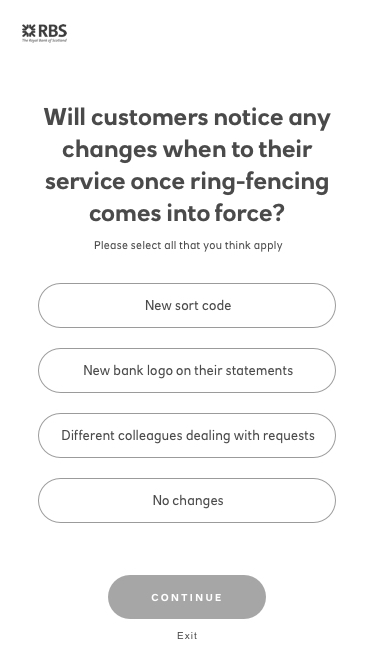 RBS
The Royal Bank of Scotland
Will customers notice any
changes when to their
service once ring-fencing
comes into force?
Please select all that you think apply
New sort code
New bank logo on their statements
Different colleagues dealing with requests
No changes
CONTINUE
Exit